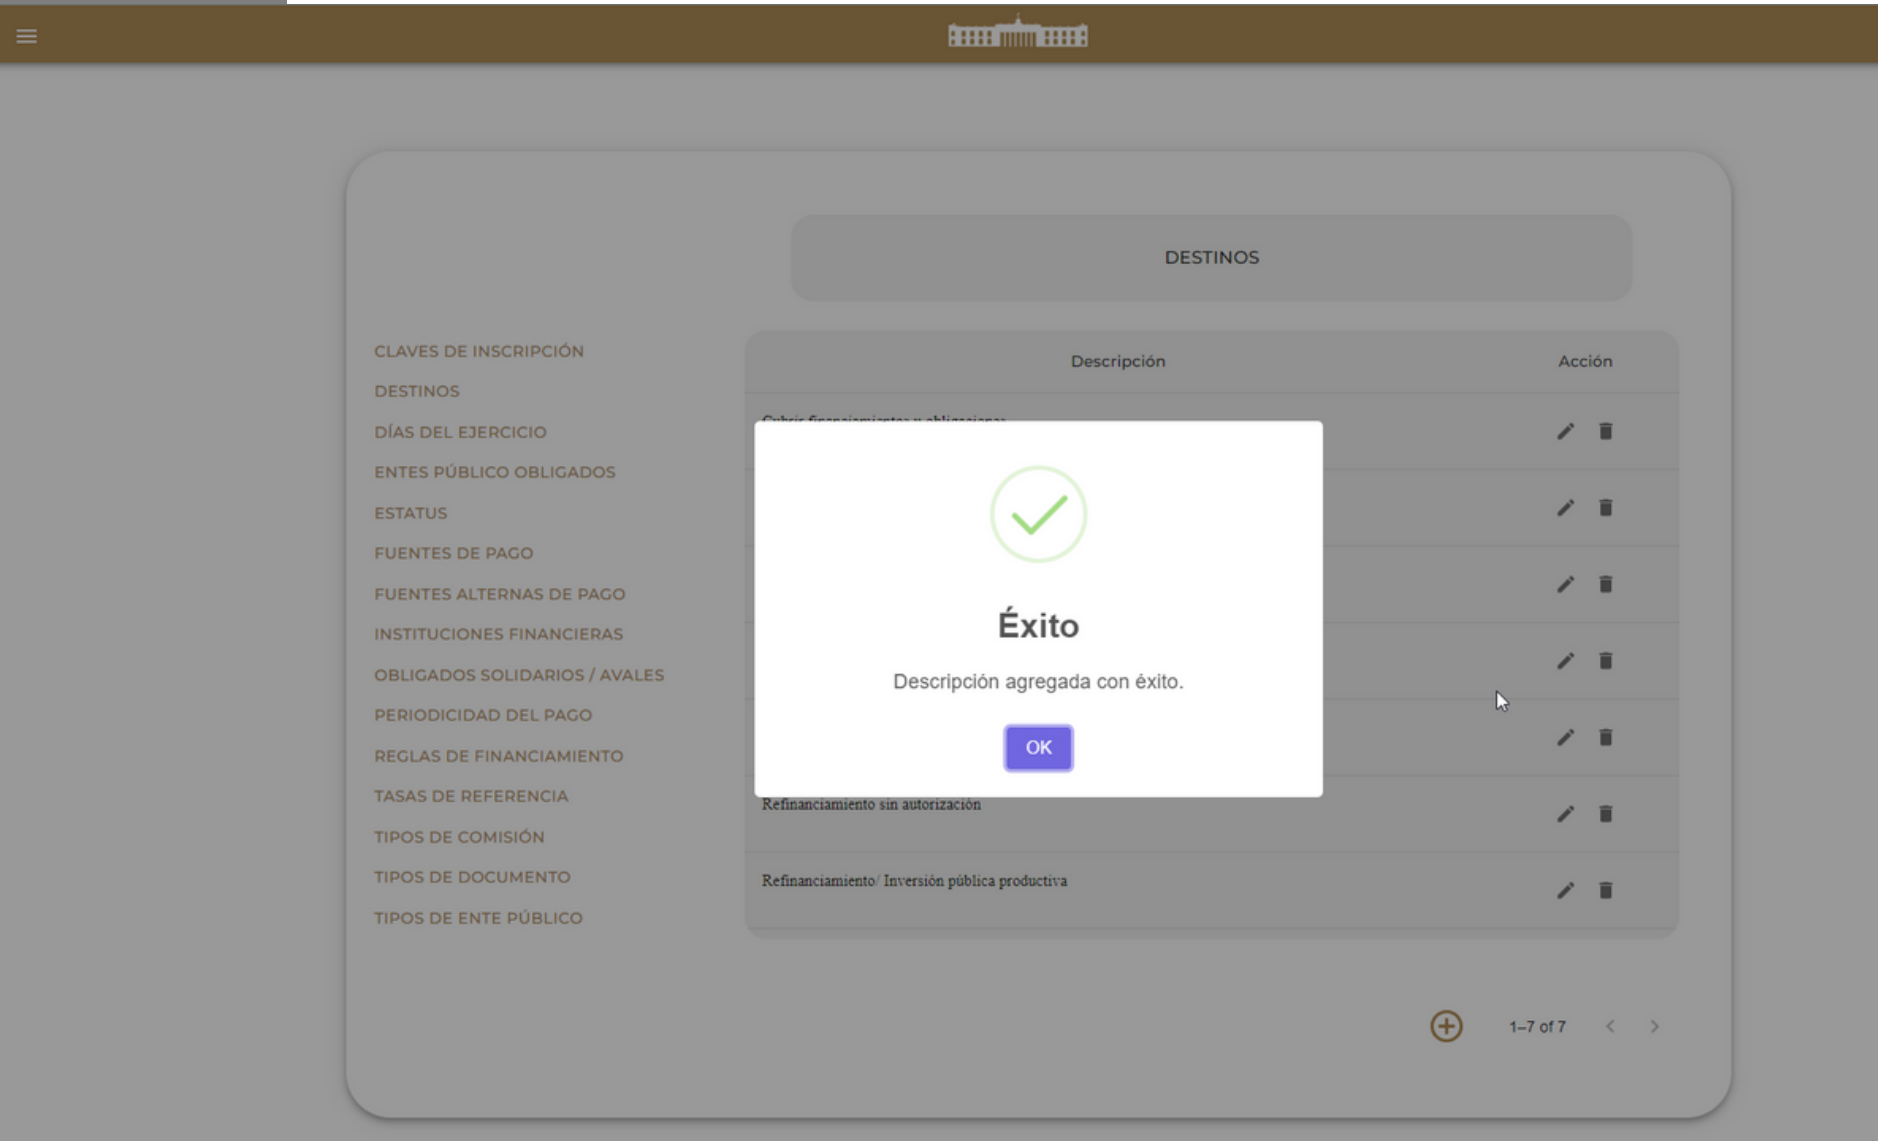 DESTINOS
CLAVES DE INSCRIPCIÓN
DESTINOS
DÍAS DEL EJERCICIO
ENTES PÚBLICO OBLIGADOS
ESTATUS
FUENTES DE PAGO
FUENTES ALTERNAS DE PAGO
INSTITUCIONES FINANCIERAS
OBLIGADOS SOLIDARIOS / AVALES
PERIODICIDAD DEL PAGO
REGLAS DE FINANCIAMIENTO
TASAS DE REFERENCIA
TIPOS DE COMISIÓN
TIPOS DE DOCUMENTO
TIPOS DE ENTE PÚBLICO
Descripción Acción
Cubrir financiamientos y obligaciones
Éxito
Descripción agregada con éxito.
OK
Refinanciamiento sin autorización
Refinanciamiento/ Inversión pública productiva
1–7 of 7